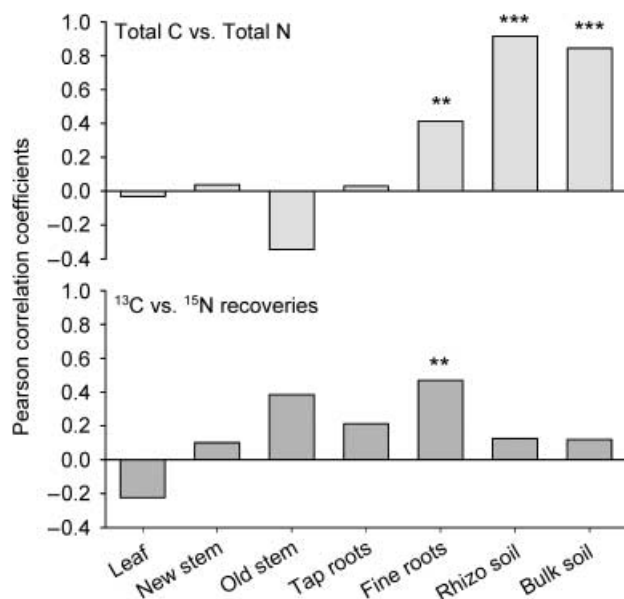 Total C vs. Total N
1.0
0.8
0.6
0.4
0.2
0.0
–0.2
–0.4
**
***
***
Pearson correlation coefficients
¹³C vs. ¹⁵N recoveries
1.0
0.8
0.6
0.4
0.2
0.0
–0.2
–0.4
**
Leaf
New stem
Old stem
Tap roots
Fine roots
Rhizo soil
Bulk soil